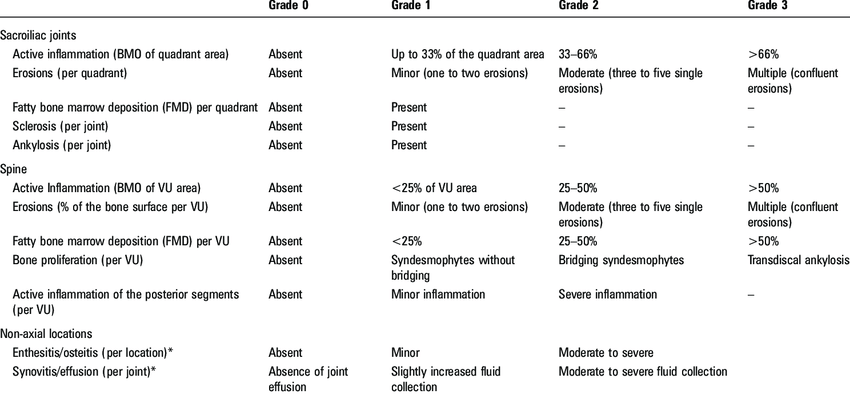 Grade 0 Grade 1 Grade 2 Grade 3
Sacroiliac joints
Active inflammation (BMO of quadrant area) Absent Up to 33% of the quadrant area 33–66% >66%
Erosions (per quadrant) Absent Minor (one to two erosions) Moderate (three to five single Multiple (confluent
erosions) erosions)
Fatty bone marrow deposition (FMD) per quadrant Absent Present – –
Sclerosis (per joint) Absent Present – –
Ankylosis (per joint) Absent Present – –
Spine
Active Inflammation (BMO of VU area) Absent <25% of VU area 25–50% >50%
Erosions (% of the bone surface per VU) Absent Minor (one to two erosions) Moderate (three to five single Multiple (confluent
erosions) erosions)
Fatty bone marrow deposition (FMD) per VU Absent <25% 25–50% >50%
Bone proliferation (per VU) Absent Syndesmophytes without Bridging syndesmophytes Transdiscal ankylosis
bridging
Active inflammation of the posterior segments Absent Minor inflammation Severe inflammation –
(per VU)
Non-axial locations
Enthesitis/osteitis (per location)* Absent Minor Moderate to severe
Synovitis/effusion (per joint)* Absence of joint Slightly increased fluid Moderate to severe fluid collection
effusion collection